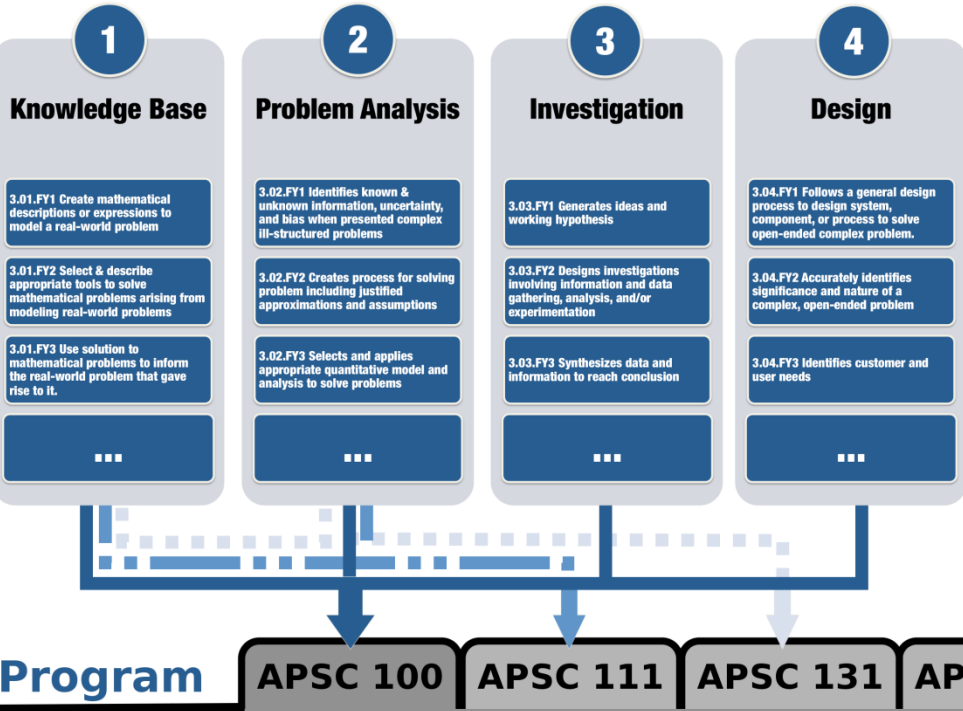 1
Knowledge Base
3.01.FY1 Create mathematical
descriptions or expressions to
model a real-world problem
3.01.FY2 Select & describe
appropriate tools to solve
mathematical problems arising from
modeling real-world problems
3.01.FY3 Use solution to
mathematical problems to inform
the real-world problem that gave
rise to it.
...
2
Problem Analysis
3.02.FY1 Identifies known &
unknown information, uncertainty,
and bias when presented complex
ill-structured problems
3.02.FY2 Creates process for solving
problem including justified
approximations and assumptions
3.02.FY3 Selects and applies
appropriate quantitative model and
analysis to solve problems
...
3
Investigation
3.03.FY1 Generates ideas and
working hypothesis
3.03.FY2 Designs investigations
involving information and data
gathering, analysis, and/or
experimentation
3.03.FY3 Synthesizes data and
information to reach conclusion
...
4
Design
3.04.FY1 Follows a general design
process to design system,
component, or process to solve
open-ended complex problem.
3.04.FY2 Accurately identifies
significance and nature of a
complex, open-ended problem
3.04.FY3 Identifies customer and
user needs
...
Program
APSC 100
APSC 111
APSC 131
AP